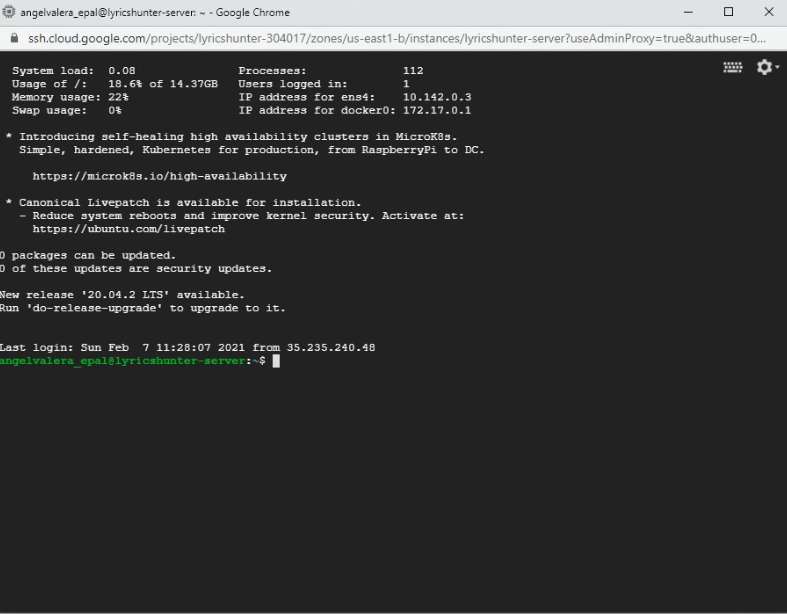 angelvalera_epal@lyricshunter-server: ~ - Google Chrome
ssh.cloud.google.com/projects/lyricshunter-304017/zones/us-east1-b/instances/lyricshunter-server?useAdminProxy=true&authuser=0...
System load: 0.08 Processes: 112
Usage of /: 18.6% of 14.37GB Users logged in: 1
Memory usage: 22% IP address for ens4: 10.142.0.3
Swap usage: 0% IP address for docker0: 172.17.0.1
* Introducing self-healing high availability clusters in MicroK8s.
Simple, hardened, Kubernetes for production, from RaspberryPi to DC.
https://microk8s.io/high-availability
* Canonical Livepatch is available for installation.
- Reduce system reboots and improve kernel security. Activate at:
https://ubuntu.com/livepatch
0 packages can be updated.
0 of these updates are security updates.
New release '20.04.2 LTS' available.
Run 'do-release-upgrade' to upgrade to it.
Last login: Sun Feb 7 11:28:07 2021 from 35.235.240.48
angelvalera_epal@lyricshunter-server:~$